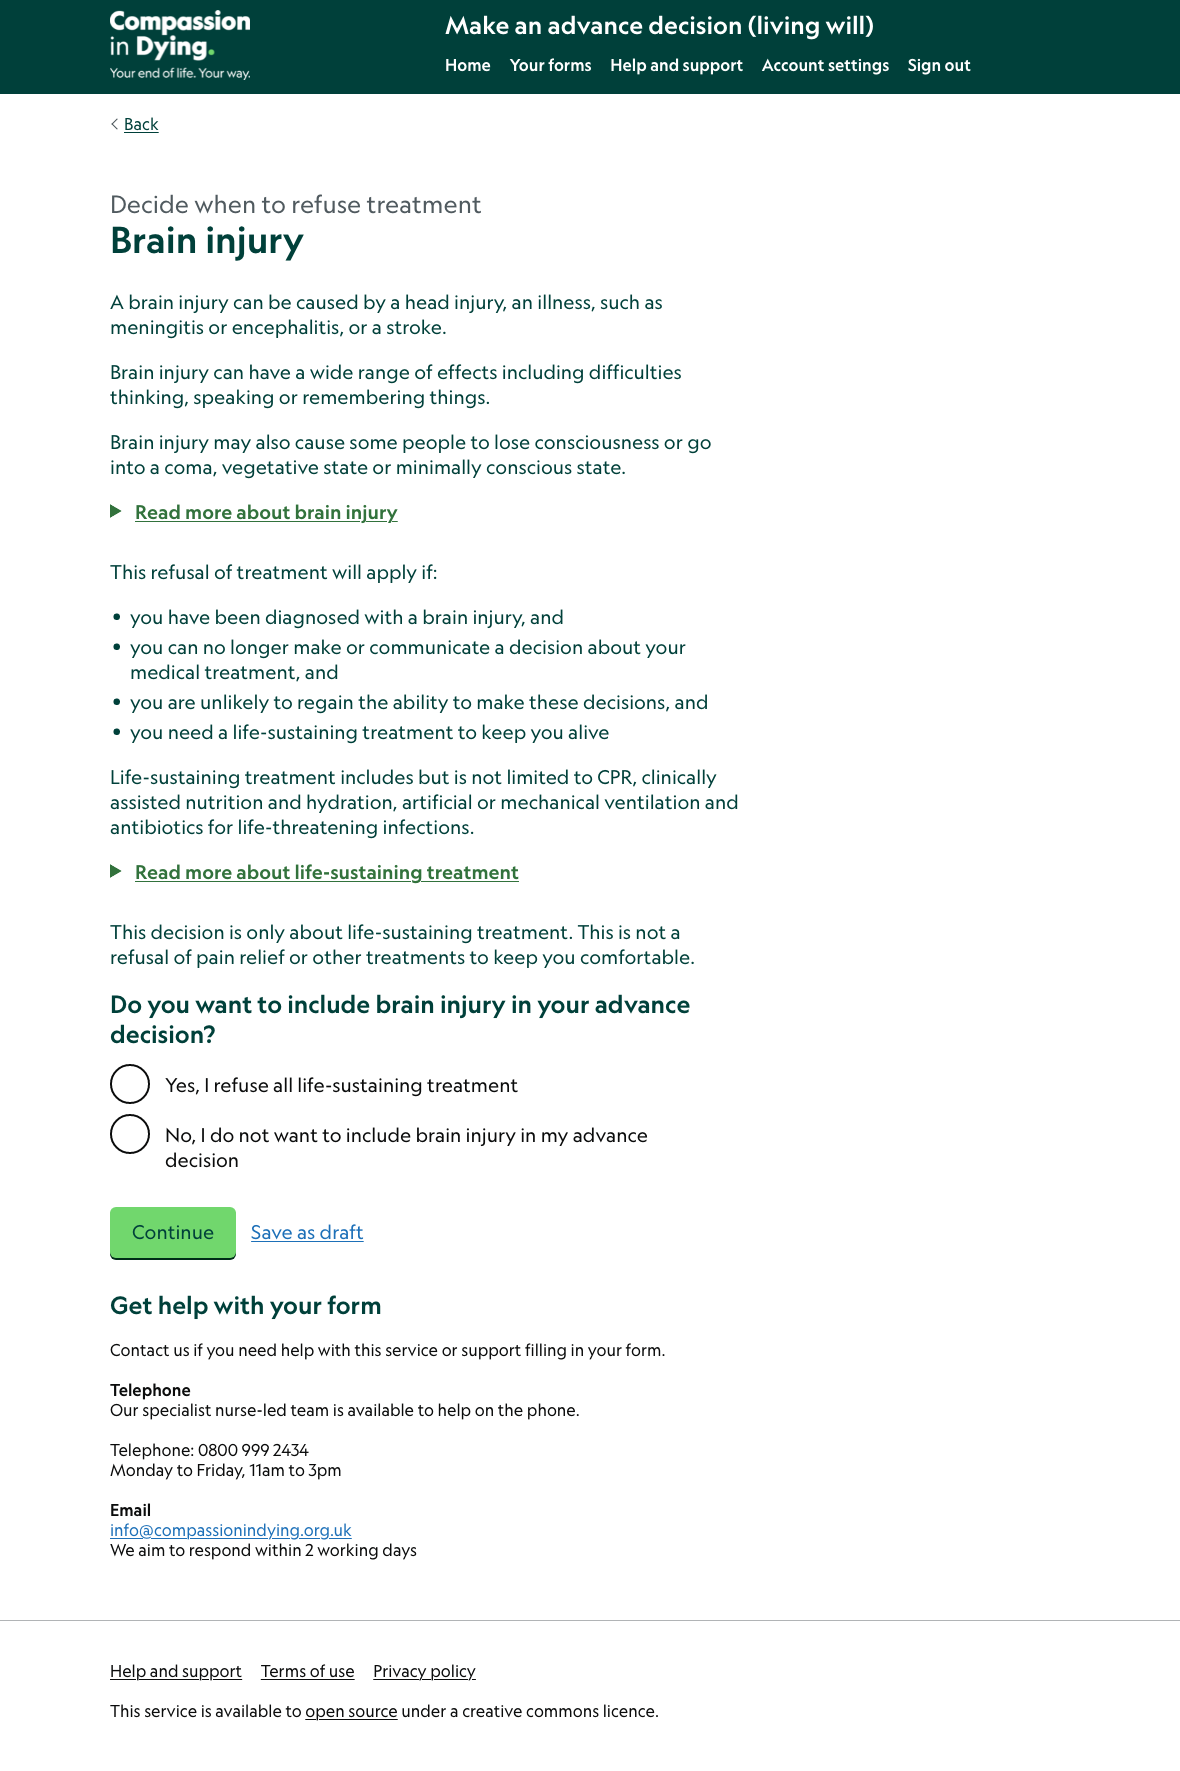 Compassion
in Dying.
Your end of life. Your way.
Make an advance decision (living will)
Home Your forms Help and support Account settings Sign out
Back
Decide when to refuse treatment
Brain injury
A brain injury can be caused by a head injury, an illness, such as
meningitis or encephalitis, or a stroke.
Brain injury can have a wide range of effects including difficulties
thinking, speaking or remembering things.
Brain injury may also cause some people to lose consciousness or go
into a coma, vegetative state or minimally conscious state.
Read more about brain injury
This refusal of treatment will apply if:
• you have been diagnosed with a brain injury, and
• you can no longer make or communicate a decision about your
medical treatment, and
• you are unlikely to regain the ability to make these decisions, and
• you need a life-sustaining treatment to keep you alive
Life-sustaining treatment includes but is not limited to CPR, clinically
assisted nutrition and hydration, artificial or mechanical ventilation and
antibiotics for life-threatening infections.
Read more about life-sustaining treatment
This decision is only about life-sustaining treatment. This is not a
refusal of pain relief or other treatments to keep you comfortable.
Do you want to include brain injury in your advance
decision?
Yes, I refuse all life-sustaining treatment
No, I do not want to include brain injury in my advance
decision
Continue Save as draft
Get help with your form
Contact us if you need help with this service or support filling in your form.
Telephone
Our specialist nurse-led team is available to help on the phone.
Telephone: 0800 999 2434
Monday to Friday, 11am to 3pm
Email
info@compassionindying.org.uk
We aim to respond within 2 working days
Help and support Terms of use Privacy policy
This service is available to open source under a creative commons licence.